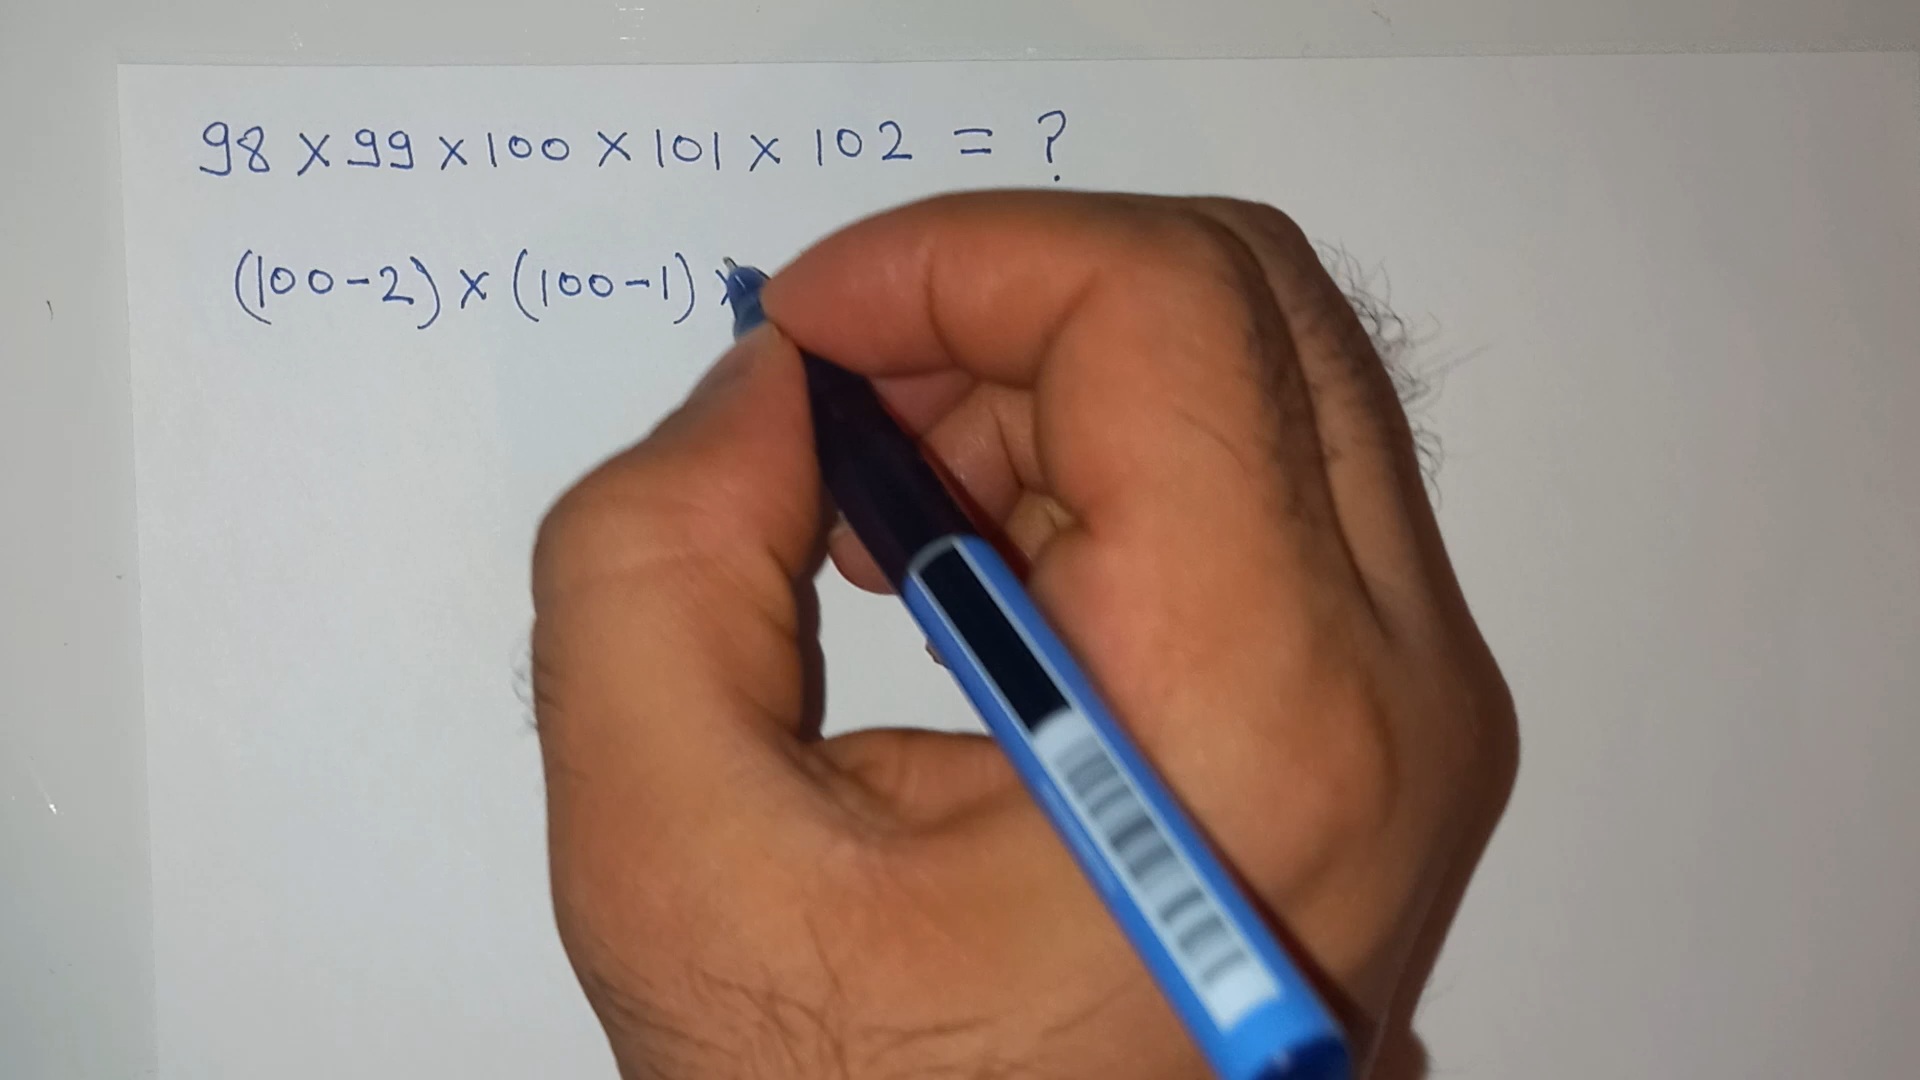 98 × 99 × 100 × 101 × 102 = ?
(100-2) × (100-1) ×